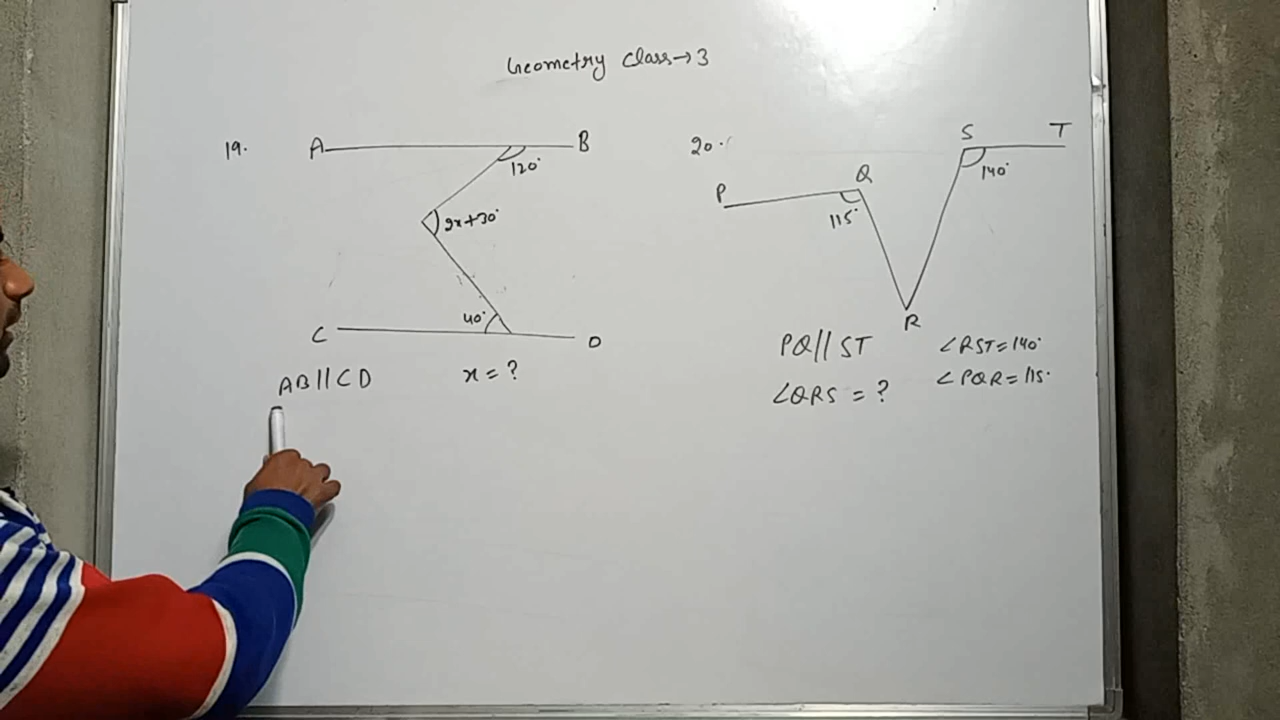 Geometry Class→3
19.
A
B
120°
2x+30°
40°
C
D
AB||CD
x = ?
20.
P
Q
115°
S
T
140°
R
PQ//ST
∠RST=140°
∠QRS = ?
∠PQR=115°